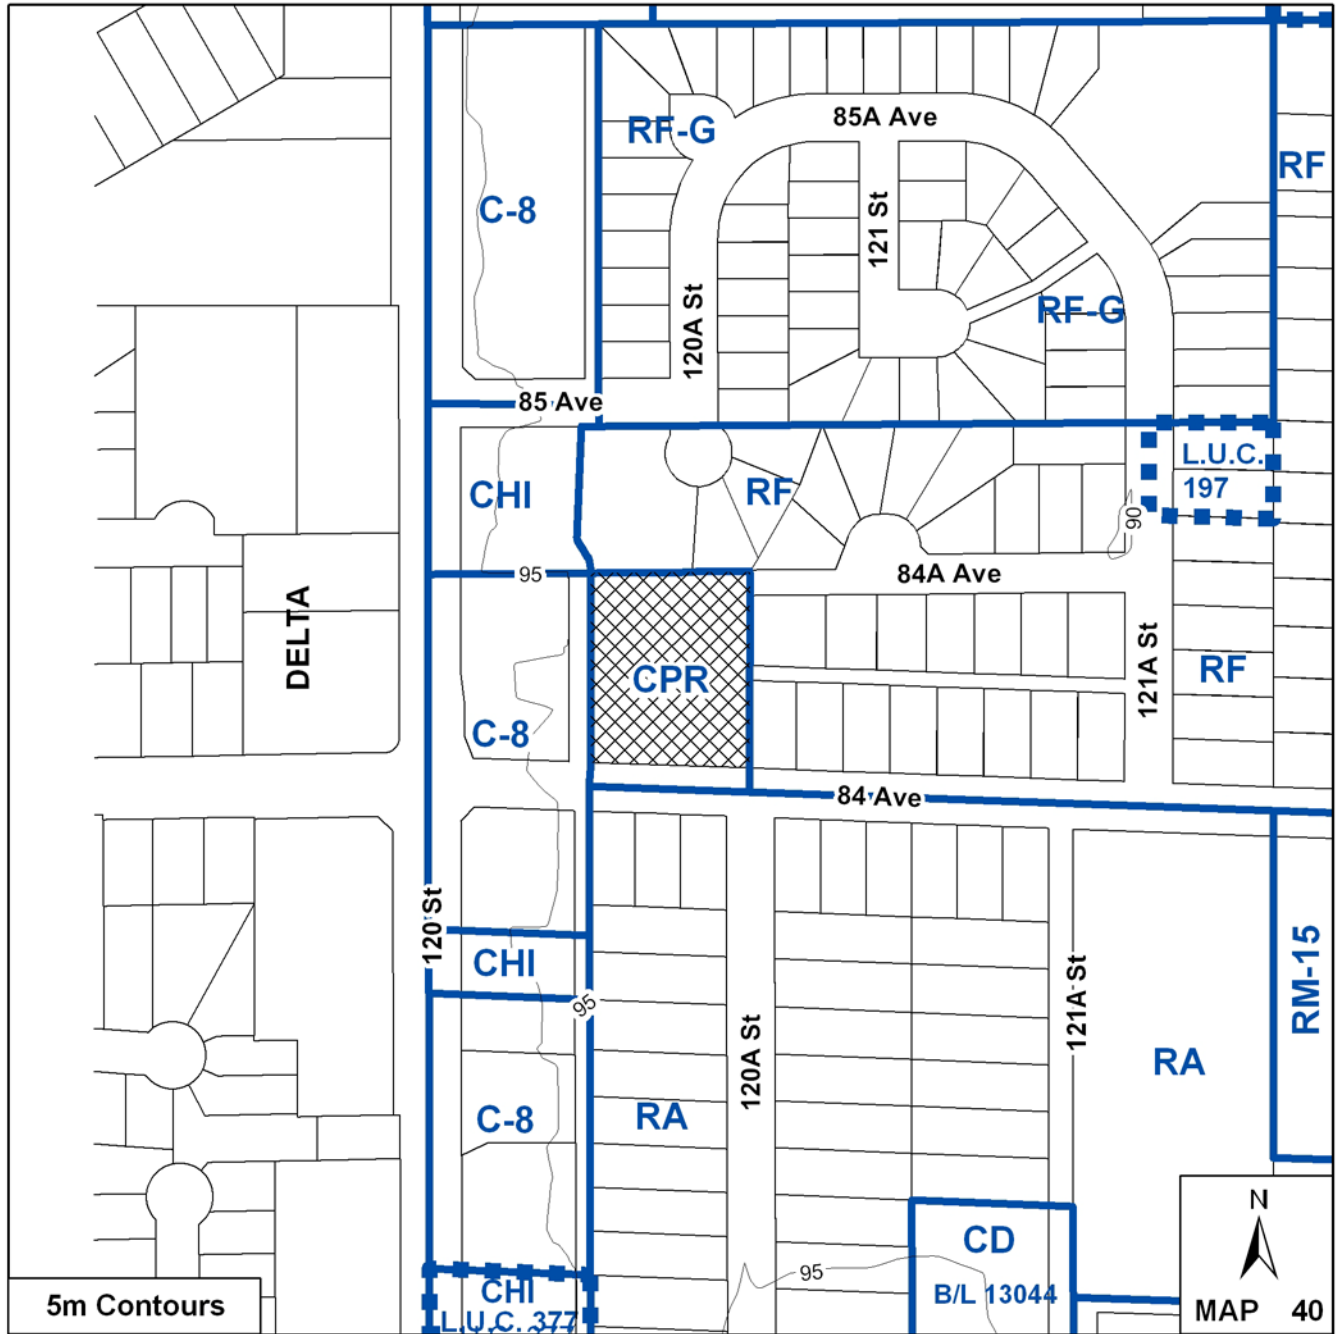 85A Ave
RF-G
RF
C-8
121 St
120A St
RF-G
85 Ave
L.U.C.
197
CHI
RF
90
95
84A Ave
DELTA
121A St
CPR
RF
C-8
84 Ave
120 St
CHI
RM-15
121A St
95
120A St
RA
C-8
RA
N
CD
95
CHI
B/L 13044
5m Contours
MAP 40
L.U.C. 377